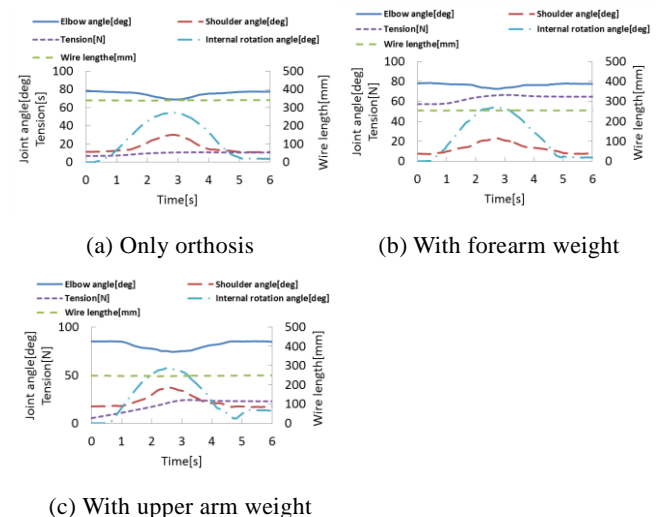 Elbow angle[deg] Shoulder angle[deg]
Tension[N] Internal rotation angle[deg]
Wire lengthe[mm]
100 500
80 400
60 300
40 200
20 100
0 0
0 1 2 3 4 5 6
Joint angle[deg]
Tension[s]
Wire length[mm]
Time[s]
(a) Only orthosis
Elbow angle[deg] Shoulder angle[deg]
Tension[N] Internal rotation angle[deg]
Wire lengthe[mm]
100 500
80 400
60 300
40 200
20 100
0 0
0 1 2 3 4 5 6
Joint angle[deg]
Tension[N]
Wire length[mm]
Time[s]
(b) With forearm weight
Elbow angle[deg] Shoulder angle[deg]
Tension[N] Internal rotation angle[deg]
Wire lengthe[mm]
100 500
400
50 300
200
100
0 0
0 1 2 3 4 5 6
Joint angle[deg]
Tension[N]
Wire length[mm]
Time[s]
(c) With upper arm weight